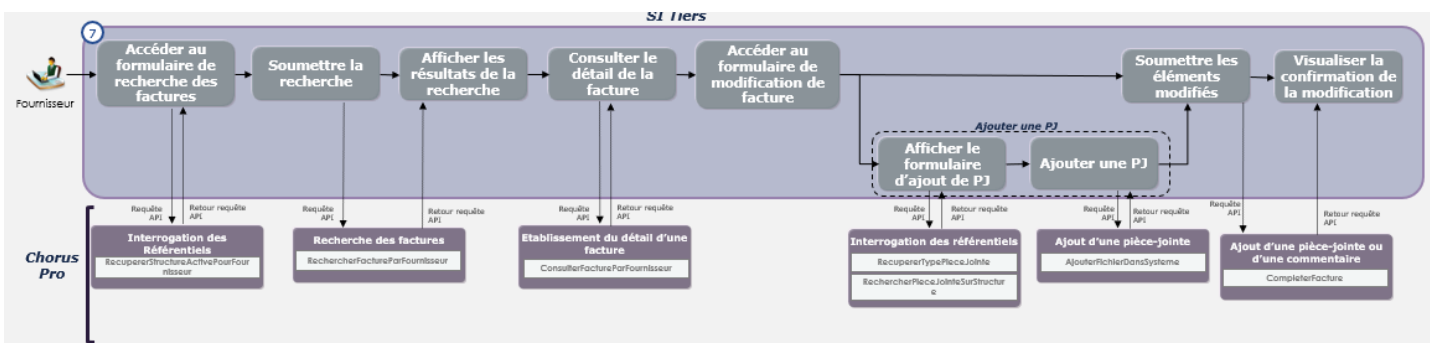 SI Tiers
7
Accéder au
formulaire de
recherche des
factures
Soumettre la
recherche
Afficher les
résultats de la
recherche
Consulter le
détail de la
facture
Accéder au
formulaire de
modification de
facture
Soumettre les
éléments
modifiés
Visualiser la
confirmation de
la modification
Fournisseur
Ajouter une PJ
Afficher le
formulaire
d'ajout de PJ
Ajouter une PJ
Requête
API
Retour requête
API
Requête
API
Retour requête
API
Requête
API
Retour requête
API
Requête
API
Retour requête
API
Requête
API
Retour requête
API
Requête
API
Retour requête
API
Chorus
Pro
Interrogation des
Référentiels
RecupererStructureActivePourFour
nisseur
Recherche des factures
RechercherFactureParFournisseur
Etablissement du détail d'une
facture
ConsulterFactureParFournisseur
Interrogation des référentiels
RecupererTypePieceJointe
RechercherPieceJointeSurStructur
e
Ajout d'une pièce-jointe
AjouterFichierDansSysteme
Ajout d'une pièce-jointe ou
d'une commentaire
CompleterFacture